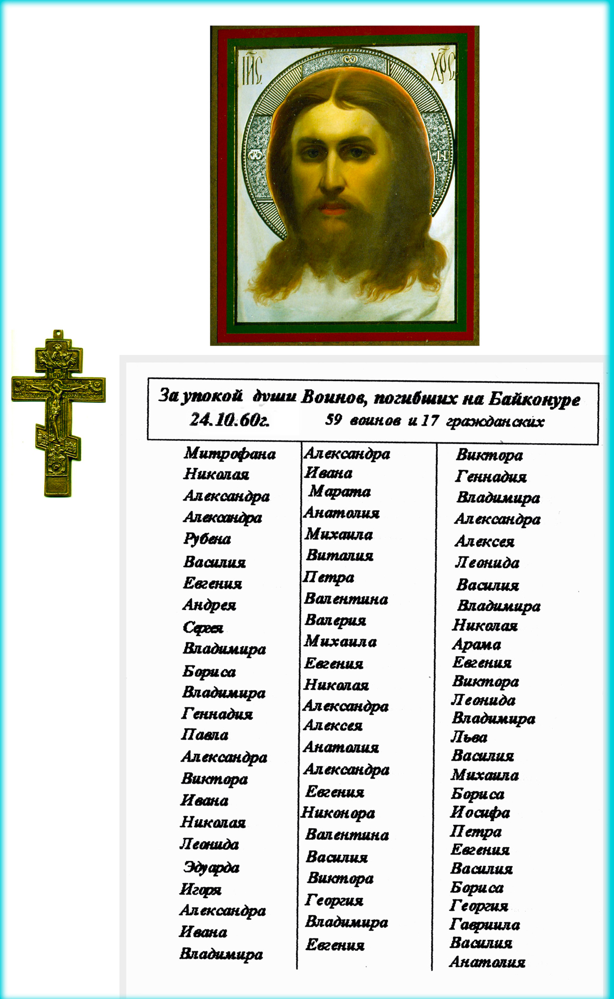 І҃И҃С
Х҃РС
Ѡ
Ѻ
Н
За упокой души Воинов, погибших на Байконуре
24.10.60г. 59 воинов и 17 гражданских
Митрофана
Николая
Александра
Александра
Рубена
Василия
Евгения
Андрея
Сергея
Владимира
Бориса
Владимира
Геннадия
Павла
Александра
Виктора
Ивана
Николая
Леонида
Эдуарда
Игоря
Александра
Ивана
Владимира
Александра
Ивана
Марата
Анатолия
Михаила
Виталия
Петра
Валентина
Валерия
Михаила
Евгения
Николая
Александра
Алексея
Анатолия
Александра
Евгения
Никонора
Валентина
Василия
Виктора
Георгия
Владимира
Евгения
Виктора
Геннадия
Владимира
Александра
Алексея
Леонида
Василия
Владимира
Николая
Арама
Евгения
Виктора
Леонида
Владимира
Льва
Василия
Михаила
Бориса
Иосифа
Петра
Евгения
Василия
Бориса
Георгия
Гавриила
Василия
Анатолия